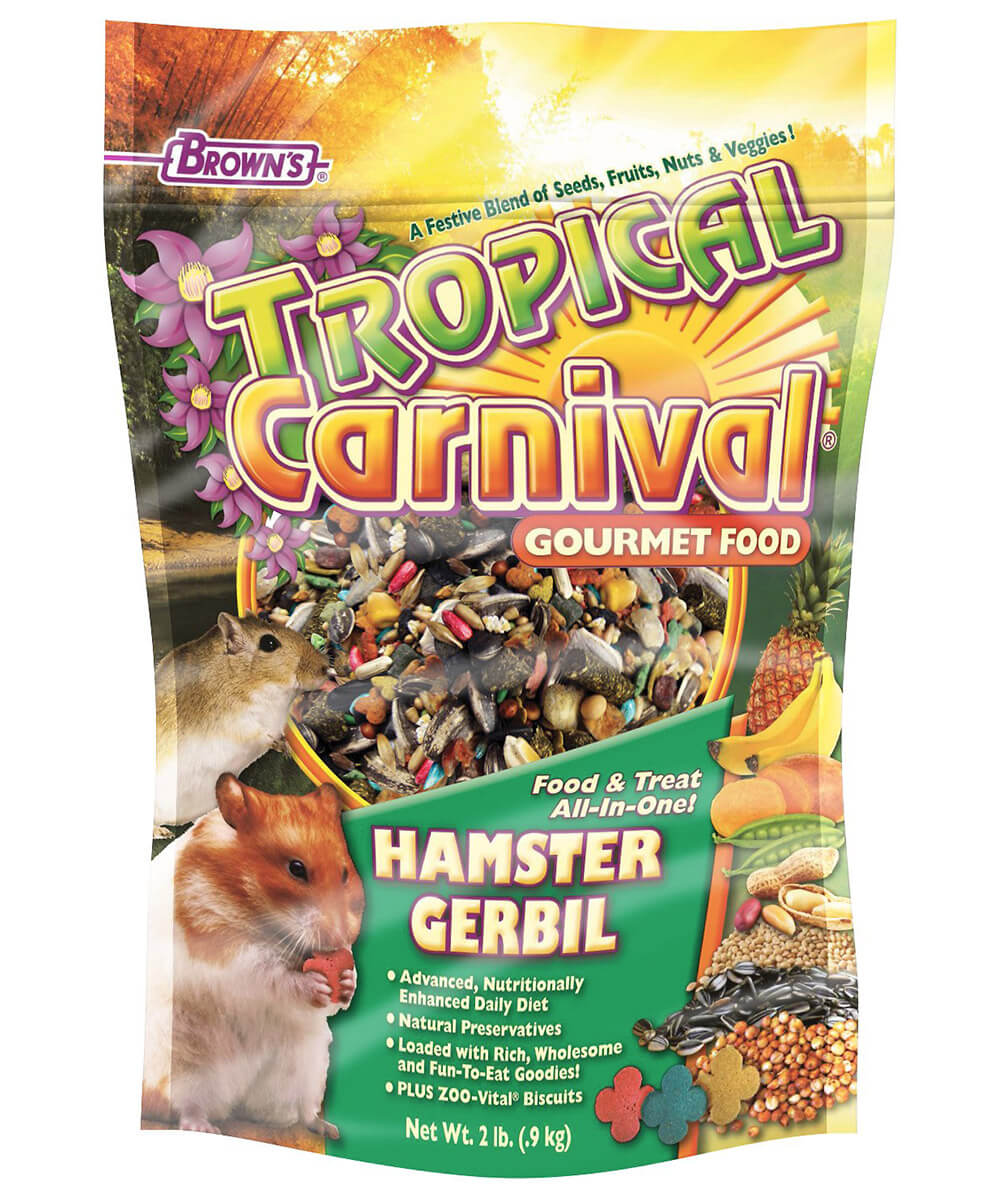 BROWN'S®
A Festive Blend of Seeds, Fruits, Nuts & Veggies!
TROPICAL
Carnival®
GOURMET FOOD
Food & Treat
All-In-One!
HAMSTER
GERBIL
• Advanced, Nutritionally
Enhanced Daily Diet
• Natural Preservatives
• Loaded with Rich, Wholesome
and Fun-To-Eat Goodies!
• PLUS ZOO-Vital® Biscuits
Net Wt. 2 lb. (.9 kg)